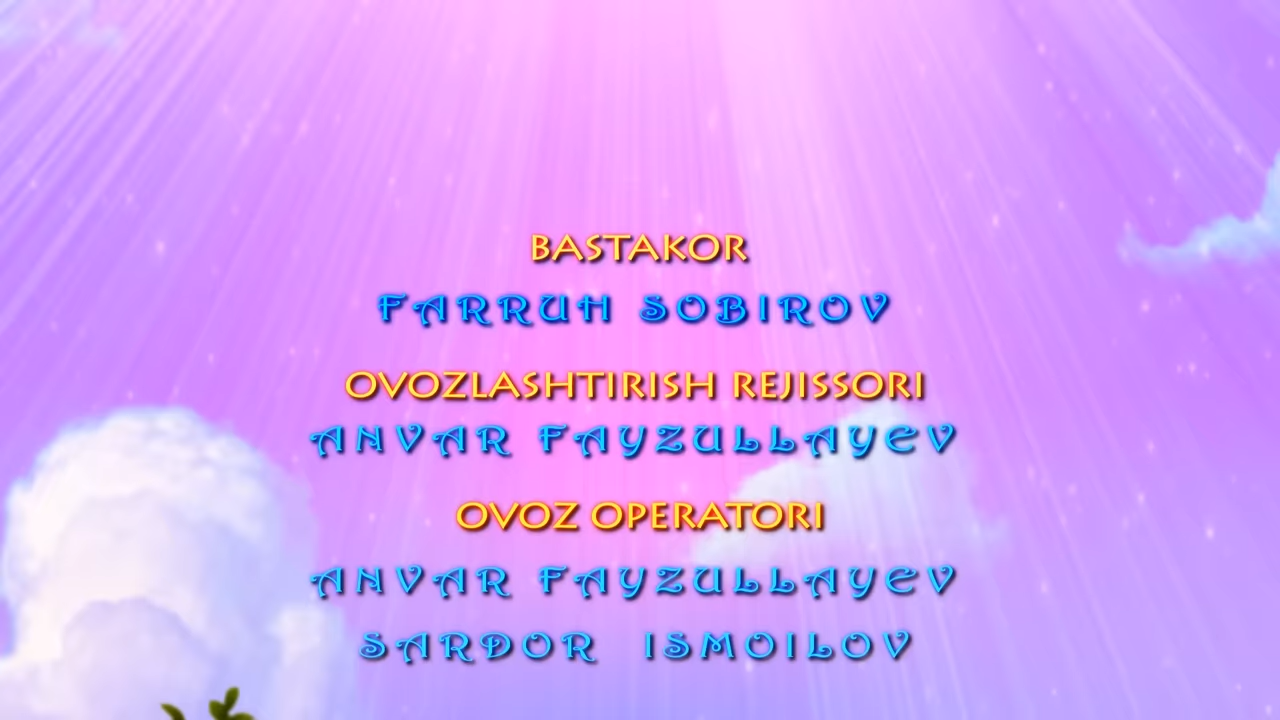 BASTAKOR
FARRUH SOBIROV
OVOZLASHTIRISH REJISSORI
ANVAR FAYZULLAYEV
OVOZ OPERATORI
ANVAR FAYZULLAYEV
SARDOR ISMOILOV